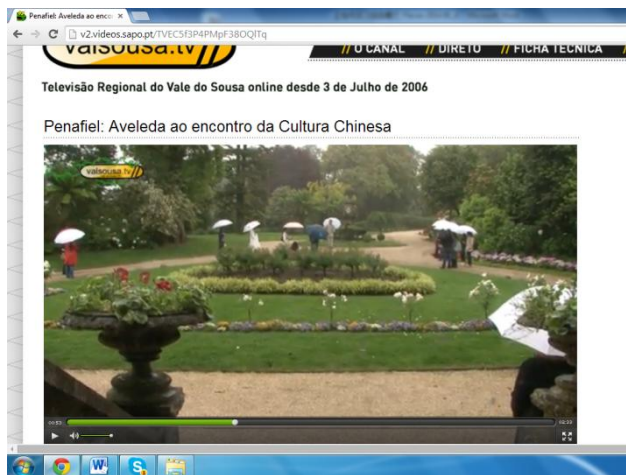 Penafiel: Aveleda ao enco
v2.videos.sapo.pt/TVEC5f3P4PMpF38OQlTq
valsousa.tv//
// O CANAL // DIRETO // FICHA TÉCNICA //
Televisão Regional do Vale do Sousa online desde 3 de Julho de 2006
Penafiel: Aveleda ao encontro da Cultura Chinesa
valsousa.tv//